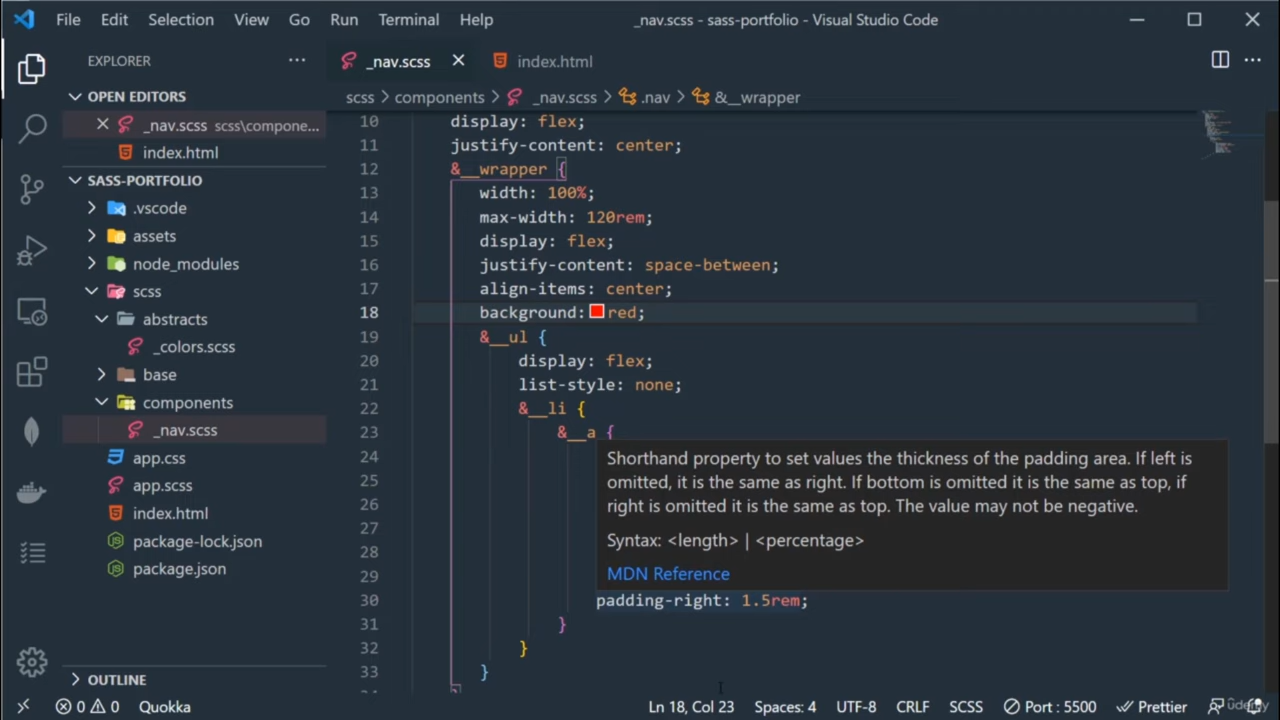 File Edit Selection View Go Run Terminal Help _nav.scss - sass-portfolio - Visual Studio Code
EXPLORER
_nav.scss
index.html
OPEN EDITORS
scss > components > _nav.scss > .nav > &__wrapper
_nav.scss scss\compone...
index.html
SASS-PORTFOLIO
.vscode
assets
node_modules
scss
abstracts
_colors.scss
base
components
_nav.scss
app.css
app.scss
index.html
package-lock.json
package.json
OUTLINE
10 display: flex;
11 justify-content: center;
12 &__wrapper {
13 width: 100%;
14 max-width: 120rem;
15 display: flex;
16 justify-content: space-between;
17 align-items: center;
18 background: red;
19 &__ul {
20 display: flex;
21 list-style: none;
22 &__li {
23 &__a {
24
25
26
27
28
29
Shorthand property to set values the thickness of the padding area. If left is
omitted, it is the same as right. If bottom is omitted it is the same as top, if
right is omitted it is the same as top. The value may not be negative.
Syntax: <length> | <percentage>
MDN Reference
30 padding-right: 1.5rem;
31 }
32 }
33 }
}
0 0 Quokka Ln 18, Col 23 Spaces: 4 UTF-8 CRLF SCSS Port : 5500 Prettier
udemy